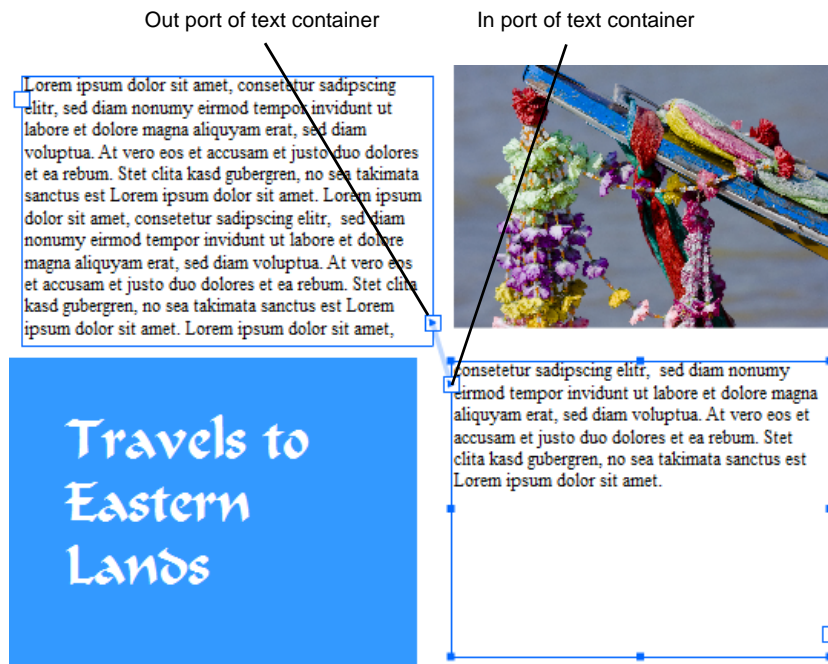 Out port of text container
In port of text container
Lorem ipsum dolor sit amet, consetetur sadipscing
elitr, sed diam nonumy eirmod tempor invidunt ut
labore et dolore magna aliquyam erat, sed diam
voluptua. At vero eos et accusam et justo duo dolores
et ea rebum. Stet clita kasd gubergren, no sea takimata
sanctus est Lorem ipsum dolor sit amet. Lorem ipsum
dolor sit amet, consetetur sadipscing elitr,  sed diam
nonumy eirmod tempor invidunt ut labore et dolore
magna aliquyam erat, sed diam voluptua. At vero eos
et accusam et justo duo dolores et ea rebum. Stet clita
kasd gubergren, no sea takimata sanctus est Lorem
ipsum dolor sit amet. Lorem ipsum dolor sit amet,
Travels to
Eastern
Lands
consetetur sadipscing elitr,  sed diam nonumy
eirmod tempor invidunt ut labore et dolore magna
aliquyam erat, sed diam voluptua. At vero eos et
accusam et justo duo dolores et ea rebum. Stet
clita kasd gubergren, no sea takimata sanctus est
Lorem ipsum dolor sit amet.